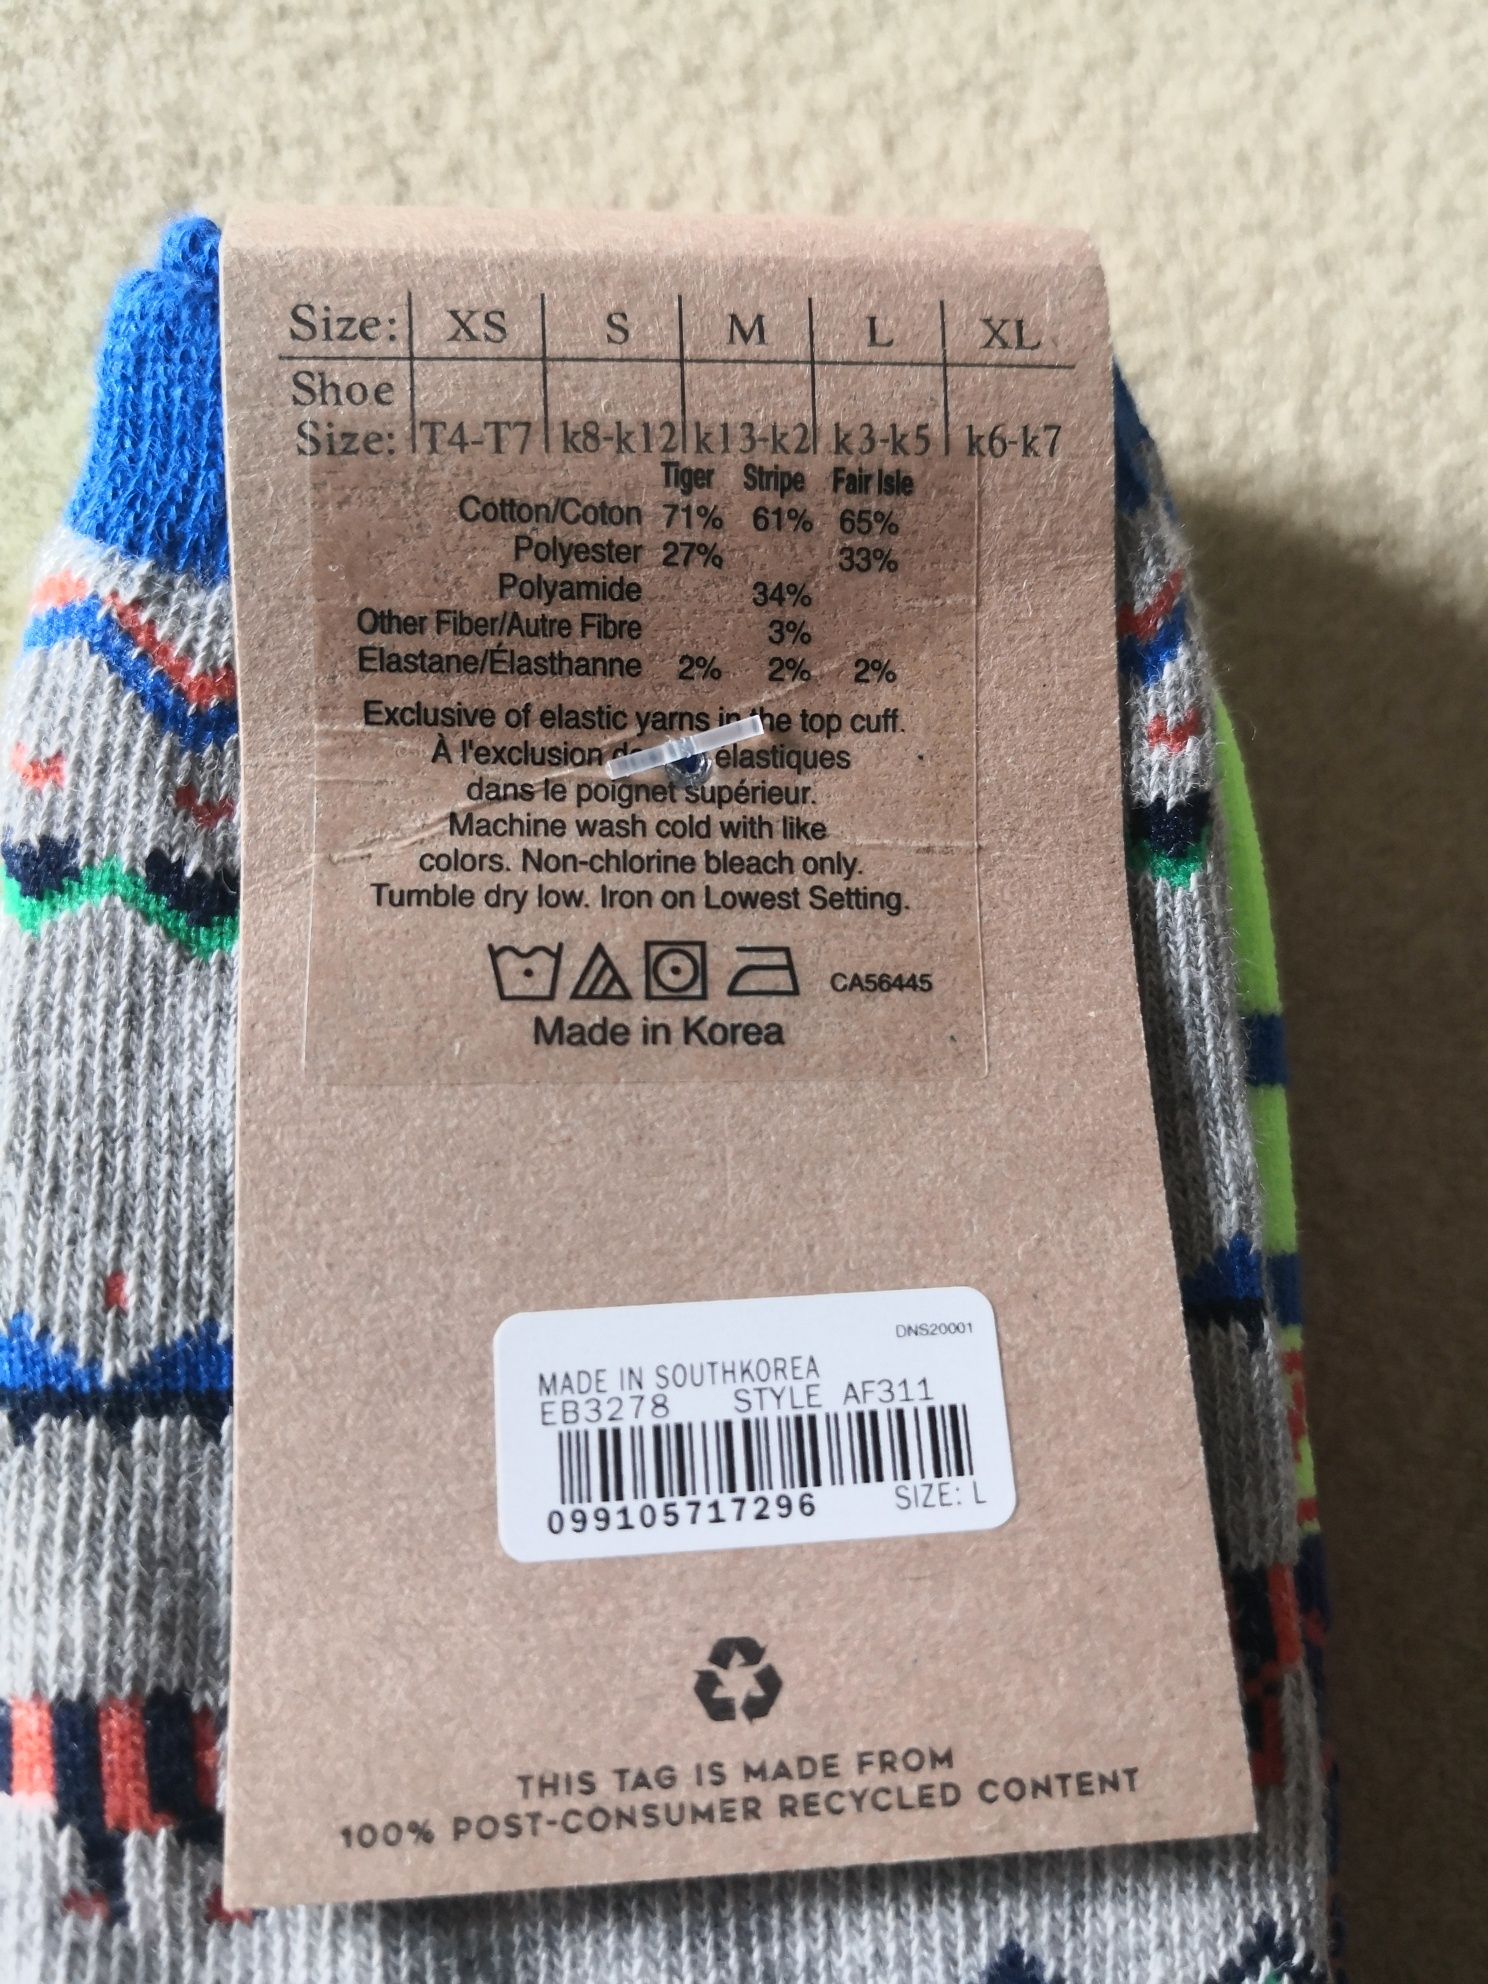 Size: XS S M L XL
Shoe
Size: T4-T7 k8-k12 k13-k2 k3-k5 k6-k7
Tiger Stripe Fair Isle
Cotton/Coton 71% 61% 65%
Polyester 27% 33%
Polyamide 34%
Other Fiber/Autre Fibre 3%
Elastane/Élasthanne 2% 2% 2%
Exclusive of elastic yarns in the top cuff.
À l'exclusion élastiques
dans le poignet supérieur.
Machine wash cold with like
colors. Non-chlorine bleach only.
Tumble dry low. Iron on Lowest Setting.
CA56445
Made in Korea
DNS20001
MADE IN SOUTHKOREA
EB3278 STYLE AF311
099105717296 SIZE: L
THIS TAG IS MADE FROM
100% POST-CONSUMER RECYCLED CONTENT